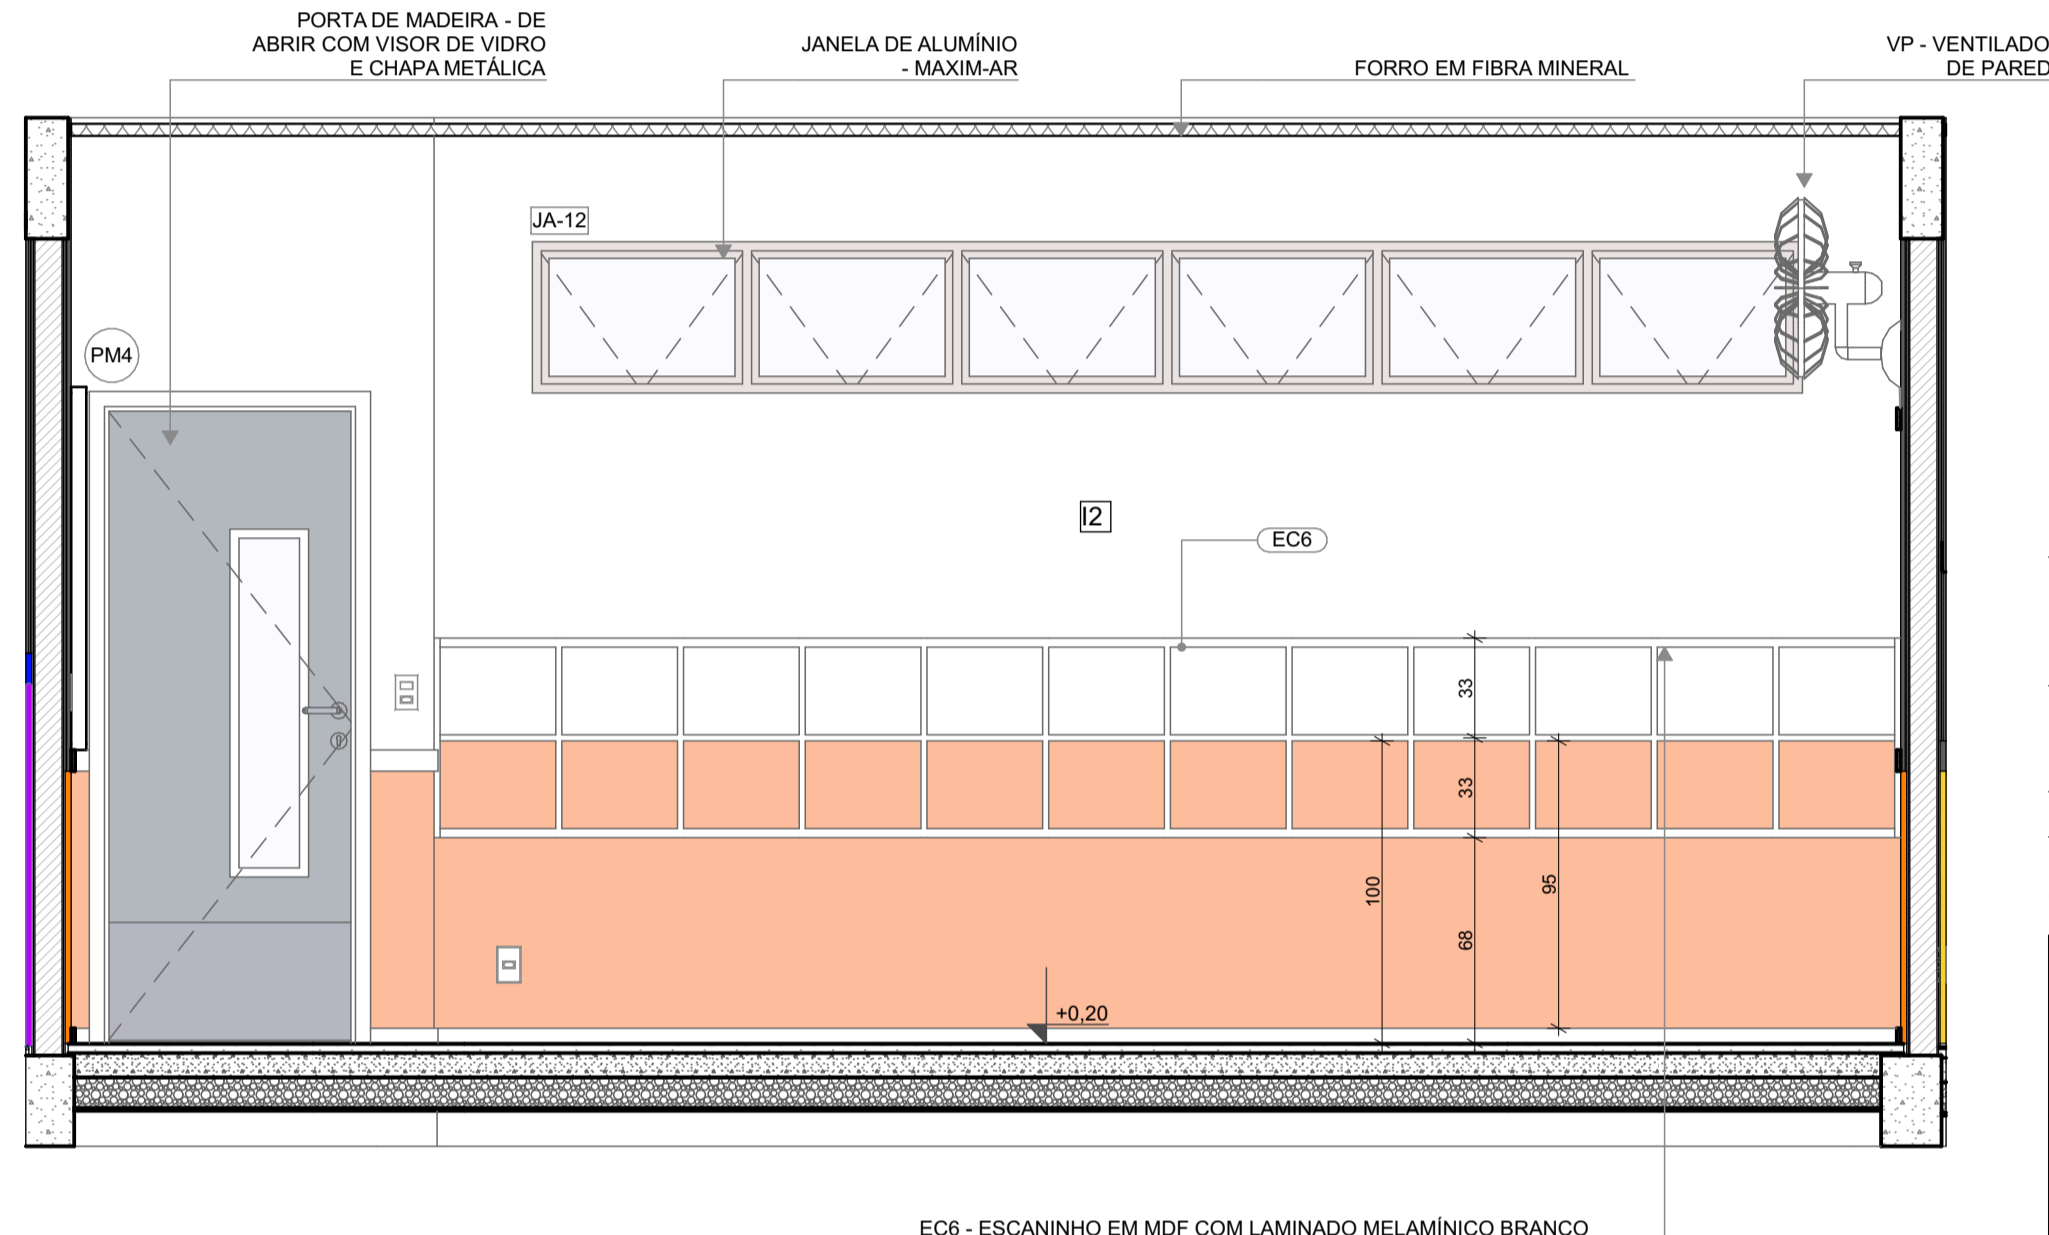 PORTA DE MADEIRA - DE
ABRIR COM VISOR DE VIDRO
E CHAPA METÁLICA
JANELA DE ALUMÍNIO
- MAXIM-AR
FORRO EM FIBRA MINERAL
VP - VENTILADO
DE PARED
JA-12
PM4
I2
EC6
33
33
100
95
68
+0,20
EC6 - ESCANINHO EM MDF COM LAMINADO MELAMÍNICO BRANCO